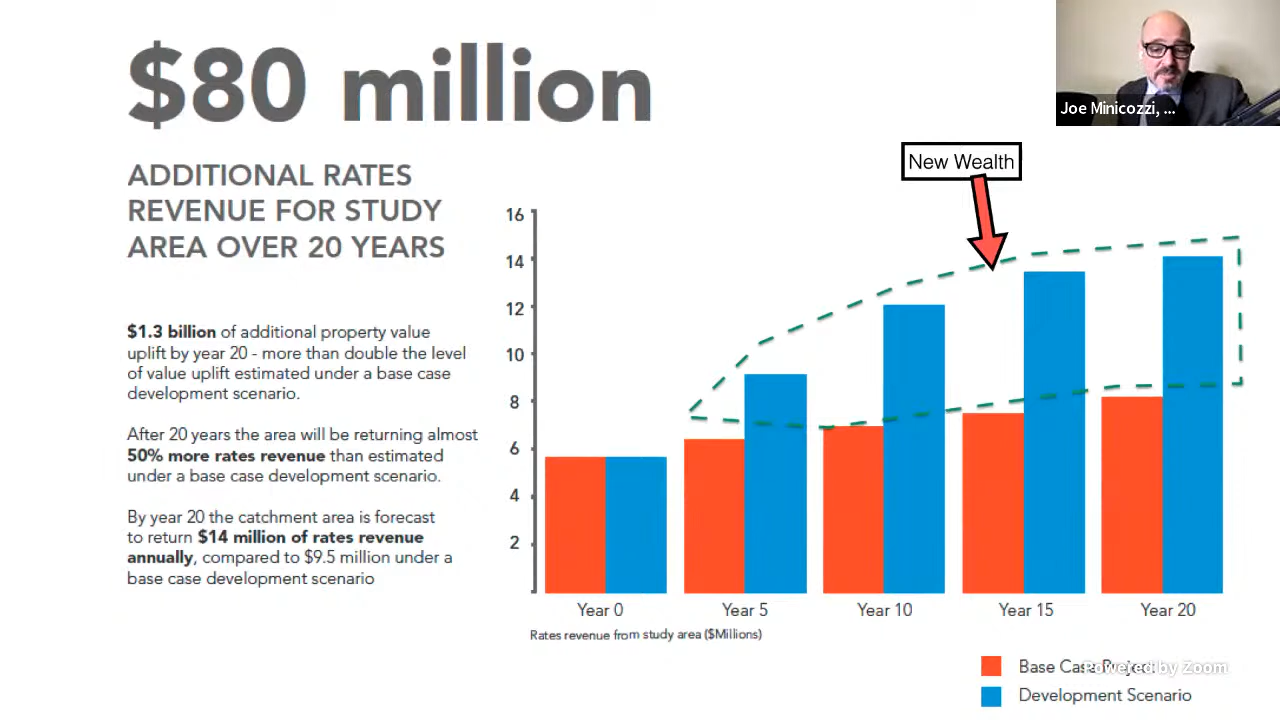 $80 million
ADDITIONAL RATES
REVENUE FOR STUDY
AREA OVER 20 YEARS
$1.3 billion of additional property value
uplift by year 20 - more than double the level
of value uplift estimated under a base case
development scenario.
After 20 years the area will be returning almost
50% more rates revenue than estimated
under a base case development scenario.
By year 20 the catchment area is forecast
to return $14 million of rates revenue
annually, compared to $9.5 million under a
base case development scenario
Joe Minicozzi, ...
New Wealth
16
14
12
10
8
6
4
2
Year 0
Year 5
Year 10
Year 15
Year 20
Rates revenue from study area ($Millions)
Base Case
Powered by Zoom
Development Scenario